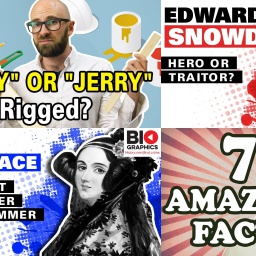 Y" OR "JERRY"
Rigged?
EDWARD
SNOWD
HERO OR
TRAITOR?
BIO
GRAPHICS
ACE
T
ER
MMER
7
AMAZ
FAC